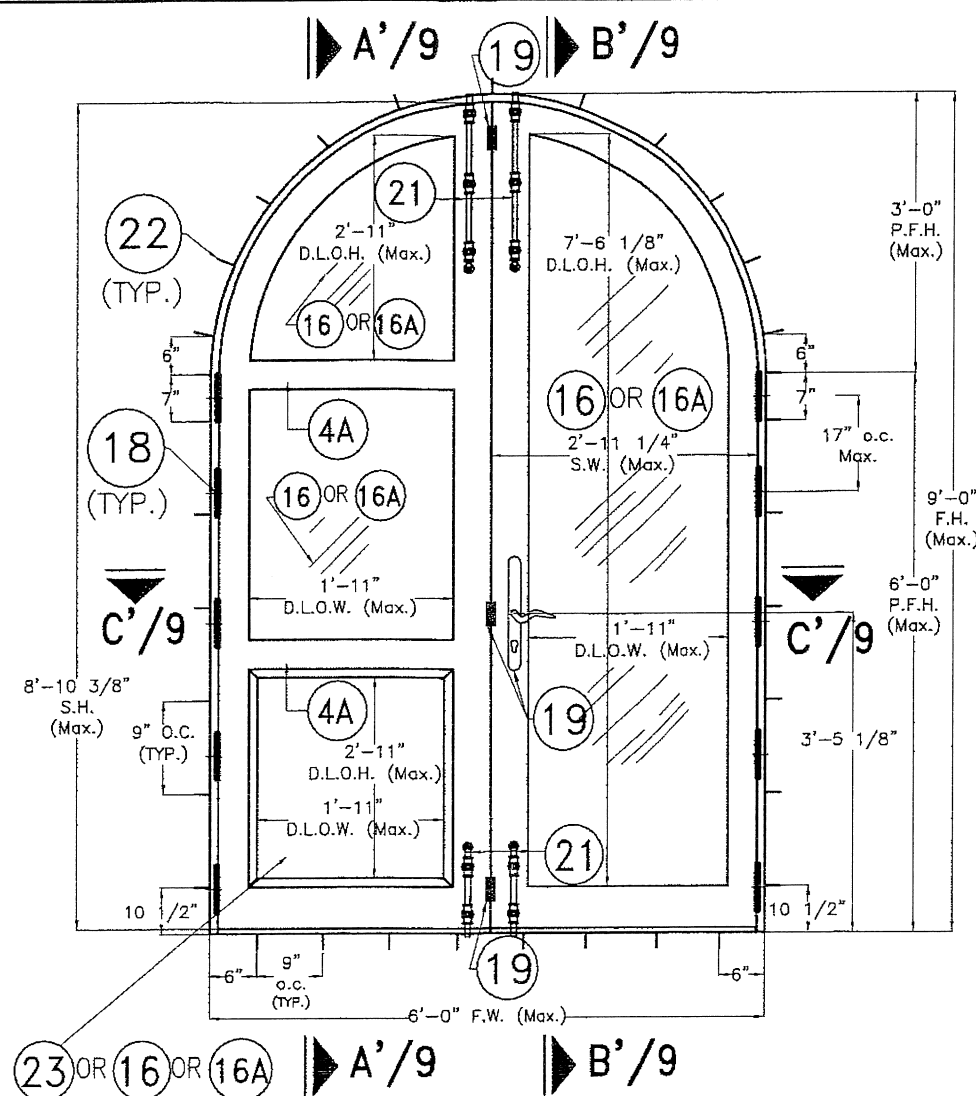 A'/9
19
B'/9
21
22
(TYP.)
2'-11"
D.L.O.H. (Max.)
7'-6 1/8"
D.L.O.H. (Max.)
3'-0"
P.F.H.
(Max.)
16 OR 16A
6"
7"
6"
7"
4A
16 OR 16A
2'-11 1/4"
S.W. (Max.)
17" o.c.
Max.
18
(TYP.)
16 OR 16A
9'-0"
F.H.
(Max.)
C'/9
1'-11"
D.L.O.W. (Max.)
1'-11"
D.L.O.W. (Max.)
C'/9
6'-0"
P.F.H.
(Max.)
8'-10 3/8"
S.H.
(Max.)
4A
19
9" O.C.
(TYP.)
3'-5 1/8"
2'-11"
D.L.O.H. (Max.)
1'-11"
D.L.O.W. (Max.)
21
10 1/2"
10 1/2"
19
6"
9"
o.c.
(TYP.)
6"
6'-0" F.W. (Max.)
23 OR 16 OR 16A
A'/9
B'/9